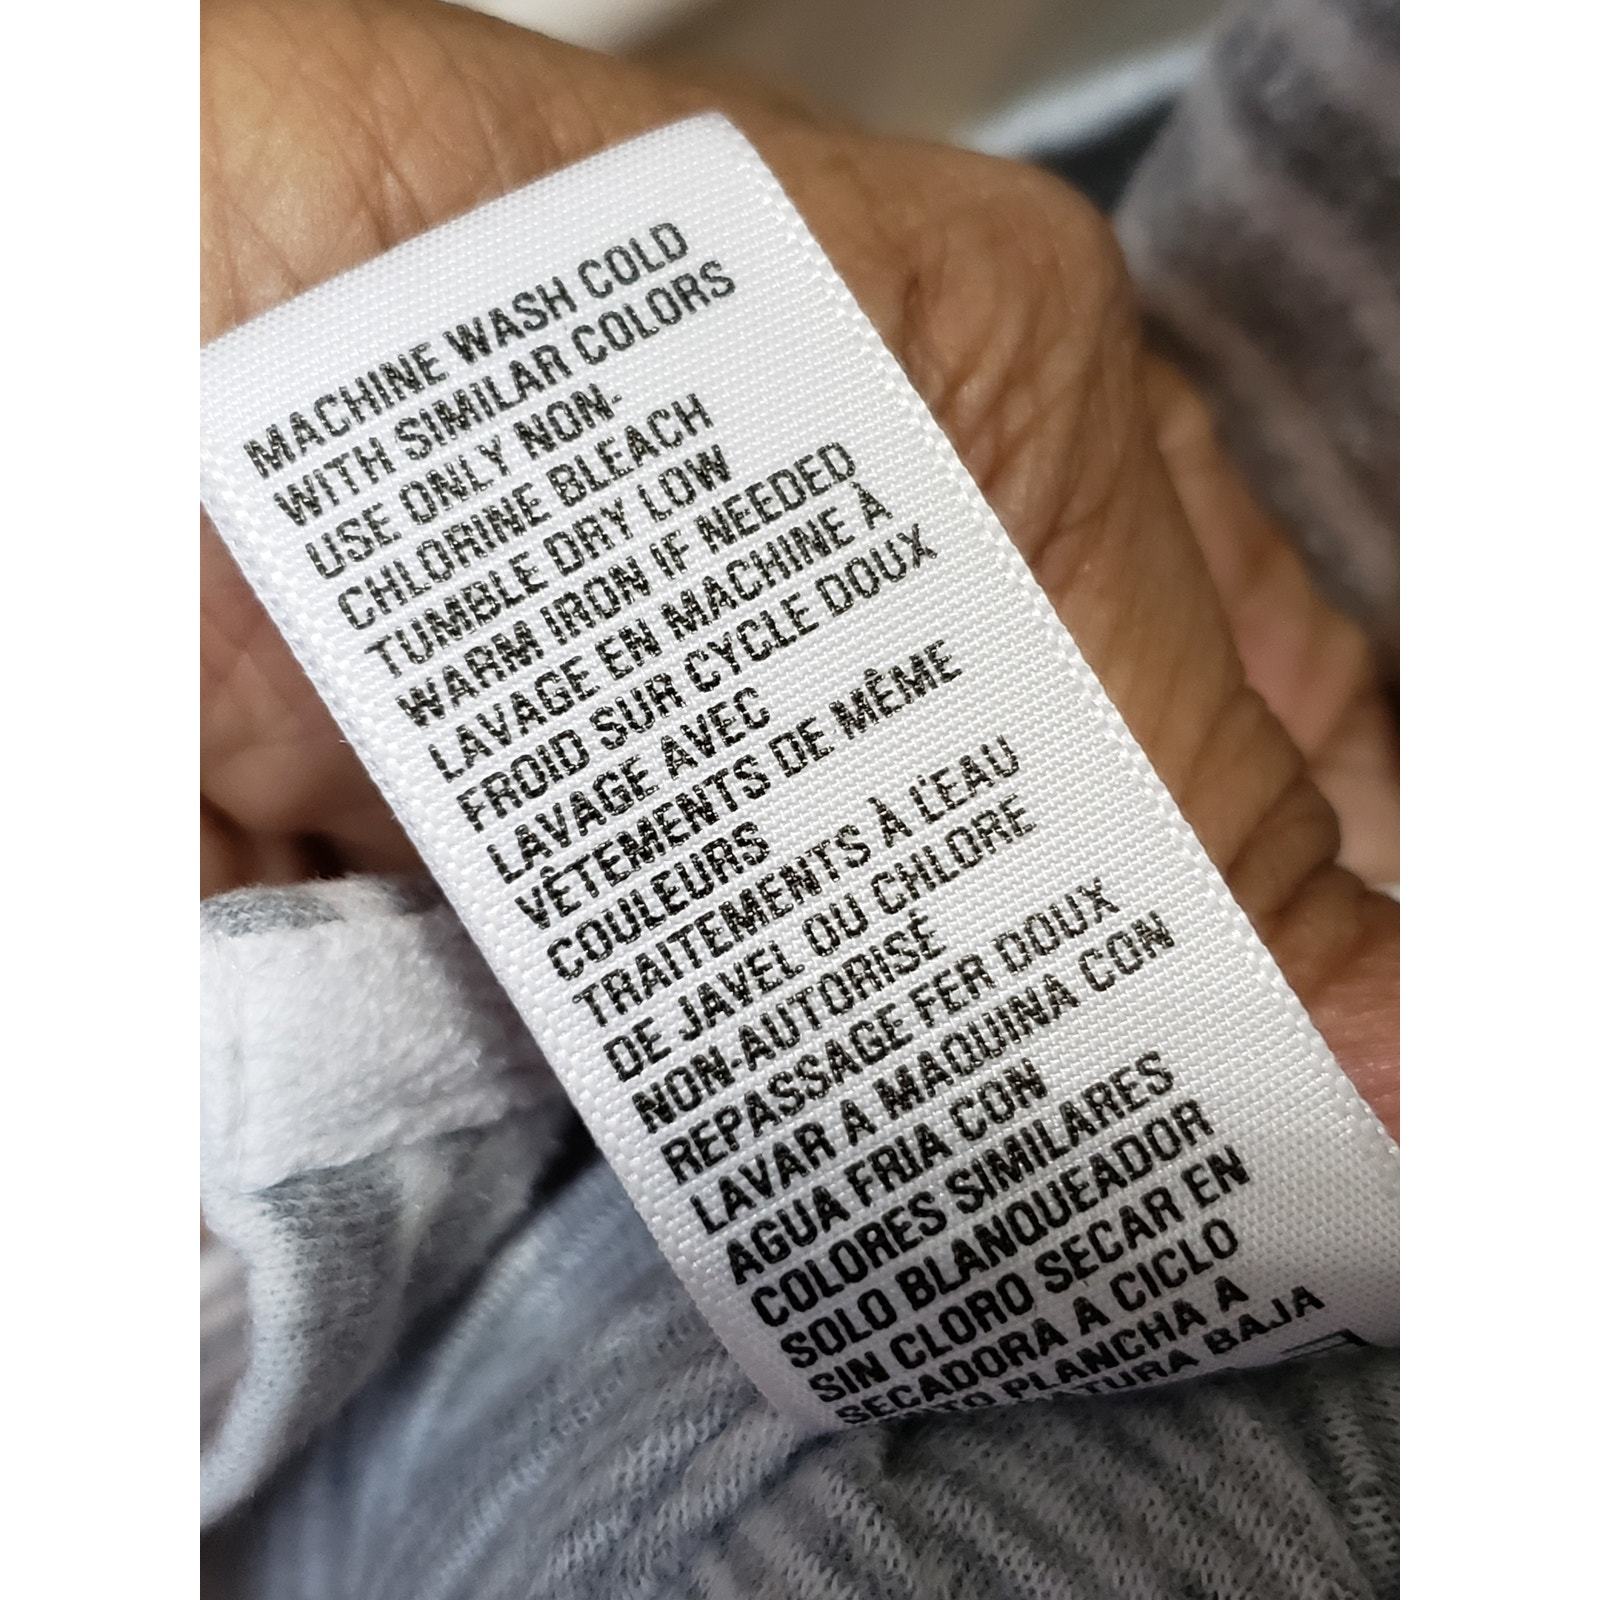 MACHINE WASH COLD
WITH SIMILAR COLORS
USE ONLY NON-
CHLORINE BLEACH
TUMBLE DRY LOW
WARM IRON IF NEEDED
LAVAGE EN MACHINE À
FROID SUR CYCLE DOUX
LAVAGE AVEC
VÊTEMENTS DE MÊME
COULEURS
TRAITEMENTS À L'EAU
DE JAVEL OU CHLORE
NON-AUTORISÉ
REPASSAGE FER DOUX
LAVAR A MAQUINA CON
AGUA FRIA CON
COLORES SIMILARES
SOLO BLANQUEADOR
SIN CLORO SECAR EN
SECADORA A CICLO
PLANCHA A
BAJA